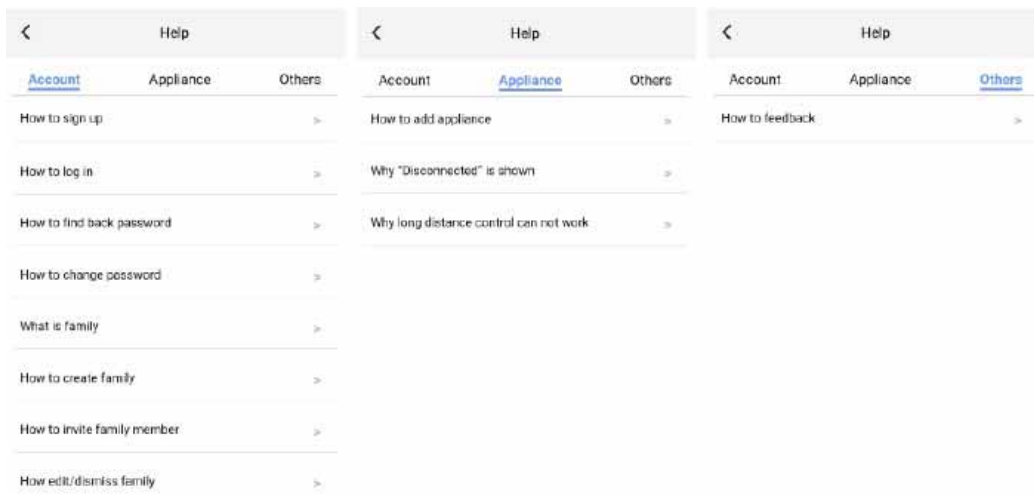 Help
Account Appliance Others
How to sign up >
How to log in >
How to find back password >
How to change password >
What is family >
How to create family >
How to invite family member >
How edit/dismiss family >
Help
Account Appliance Others
How to add appliance >
Why "Disconnected" is shown >
Why long distance control can not work >
Help
Account Appliance Others
How to feedback >